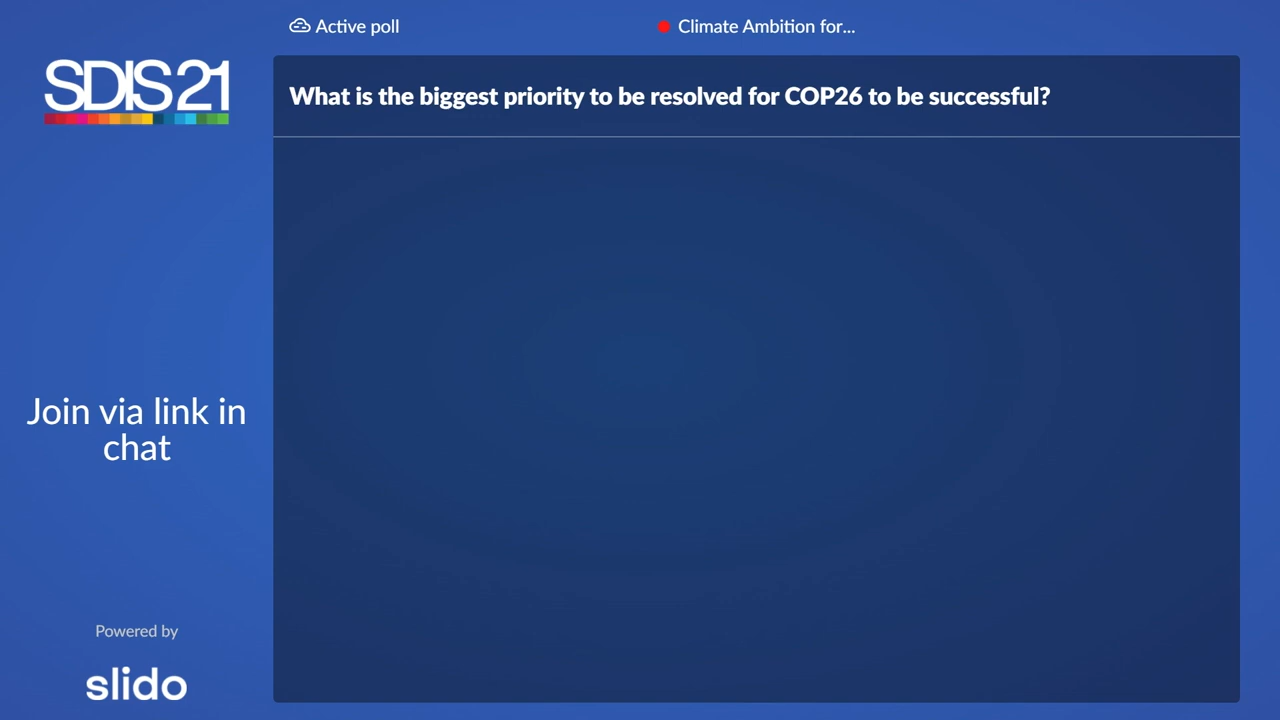 Active poll
Climate Ambition for...
SDIS21
What is the biggest priority to be resolved for COP26 to be successful?
Join via link in
chat
Powered by
slido